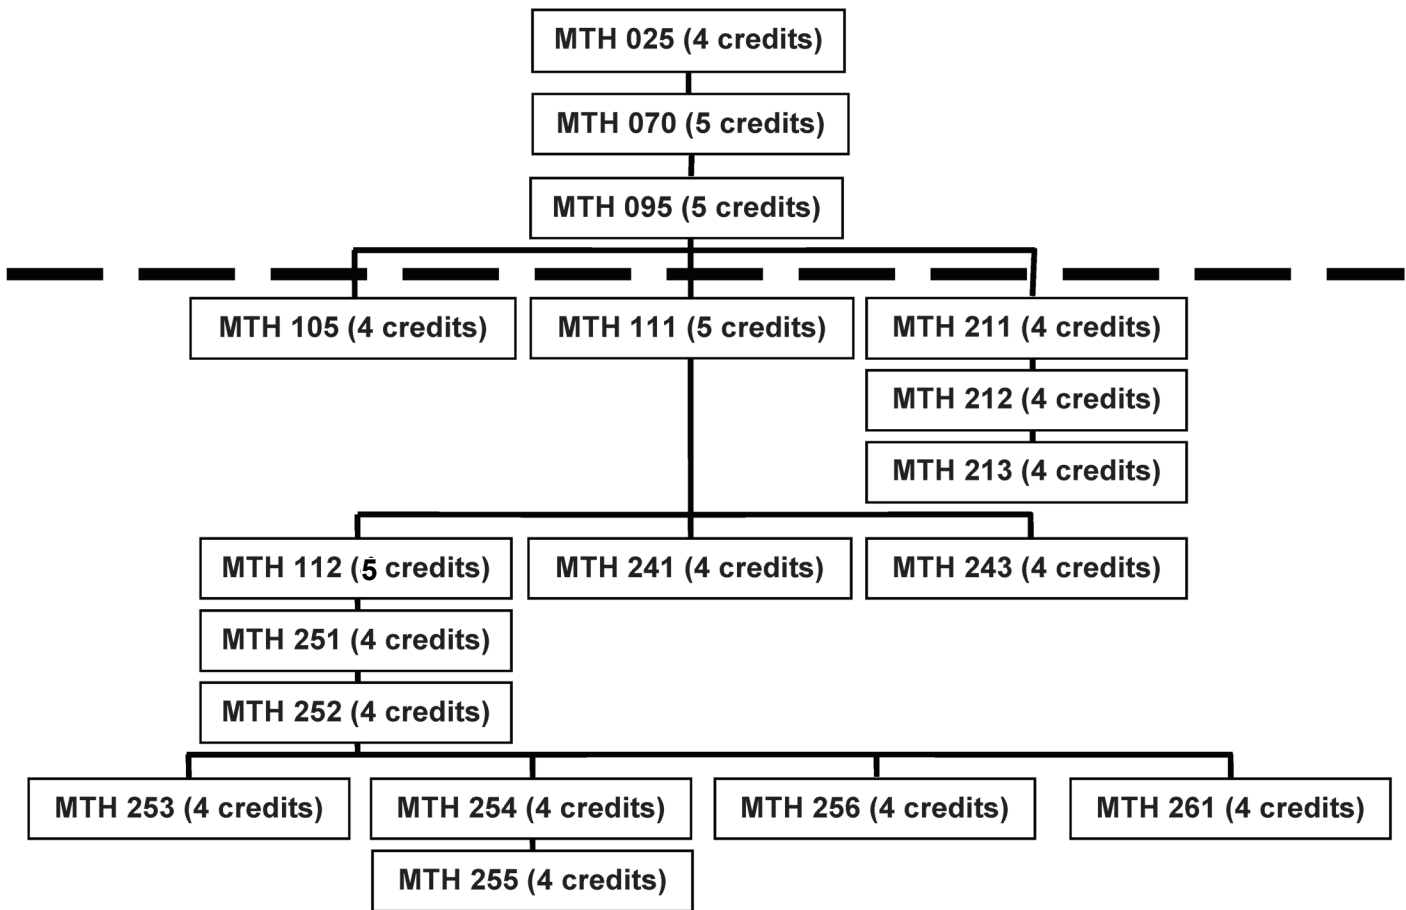 MTH 025 (4 credits)
MTH 070 (5 credits)
MTH 095 (5 credits)
MTH 105 (4 credits)
MTH 111 (5 credits)
MTH 211 (4 credits)
MTH 212 (4 credits)
MTH 213 (4 credits)
MTH 112 (5 credits)
MTH 241 (4 credits)
MTH 243 (4 credits)
MTH 251 (4 credits)
MTH 252 (4 credits)
MTH 253 (4 credits)
MTH 254 (4 credits)
MTH 256 (4 credits)
MTH 261 (4 credits)
MTH 255 (4 credits)